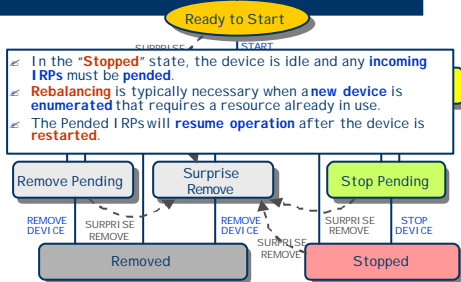 Ready to Start
SURPRISE
START
In the “Stopped” state, the device is idle and any incoming
IRPs must be pended.
Rebalancing is typically necessary when a new device is
enumerated that requires a resource already in use.
The Pended IRPs will resume operation after the device is
restarted.
Remove Pending
Surprise
Remove
Stop Pending
REMOVE
DEVICE
SURPRISE
REMOVE
REMOVE
DEVICE
SURPRISE
REMOVE
SURPRISE
REMOVE
STOP
DEVICE
Removed
Stopped